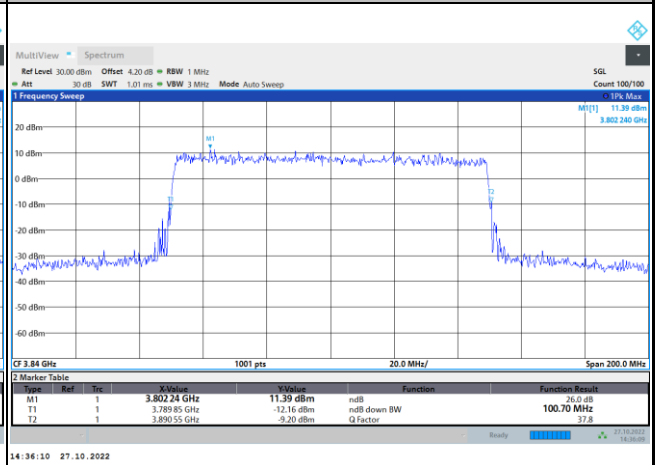 MultiView Spectrum
Ref Level 30.00 dBm Offset 4.20 dB RBW 1 MHz SGL
Att 30 dB SWT 1.01 ms VBW 3 MHz Mode Auto Sweep Count 100/100
1 Frequency Sweep 1Pk Max
M1[1] 11.39 dBm
3.802 240 GHz
20 dBm
M1
10 dBm
0 dBm
T2
-10 dBm
-20 dBm
-30 dBm
-40 dBm
-50 dBm
-60 dBm
CF 3.84 GHz 1001 pts 20.0 MHz/ Span 200.0 MHz
2 Marker Table
Type Ref Trc X-Value Y-Value Function Function Result
M1 1 3.802 24 GHz 11.39 dBm ndB 26.0 dB
T1 1 3.789 85 GHz -12.16 dBm ndB down BW 100.70 MHz
T2 1 3.890 55 GHz -9.20 dBm Q Factor 37.8
Ready 27.10.2022
14:36:09
14:36:10 27.10.2022